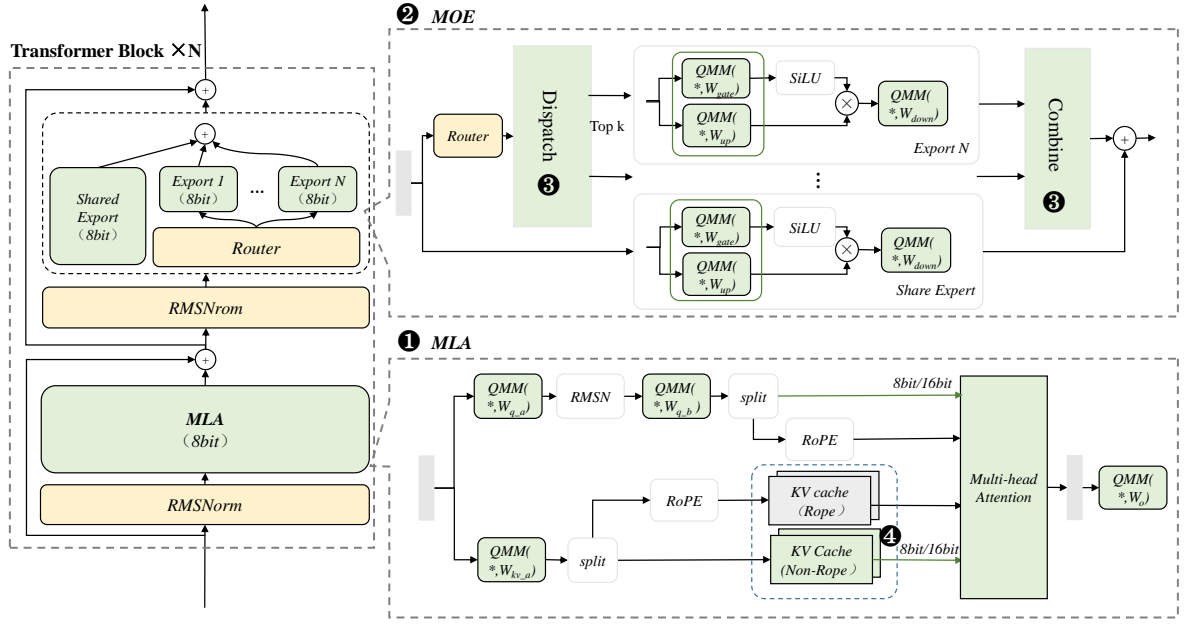 Transformer Block ×N
+
+
Shared
Export
（8bit）
Export 1
（8bit）
...
Export N
（8bit）
Router
RMSNrom
+
MLA
（8bit）
RMSNorm
❷ MOE
Router
Dispatch
❸
Top k
QMM(
*,W_gate)
SiLU
QMM(
*,W_up)
×
QMM(
*,W_down)
Export N
⋮
QMM(
*,W_gate)
SiLU
QMM(
*,W_up)
×
QMM(
*,W_down)
Share Expert
Combine
❸
+
❶ MLA
QMM(
*,W_q_a)
RMSN
QMM(
*,W_q_b)
split
8bit/16bit
RoPE
RoPE
KV cache
（Rope）
QMM(
*,W_kv_a)
split
KV Cache
(Non-Rope）
❹
8bit/16bit
Multi-head
Attention
QMM(
*,W_o)